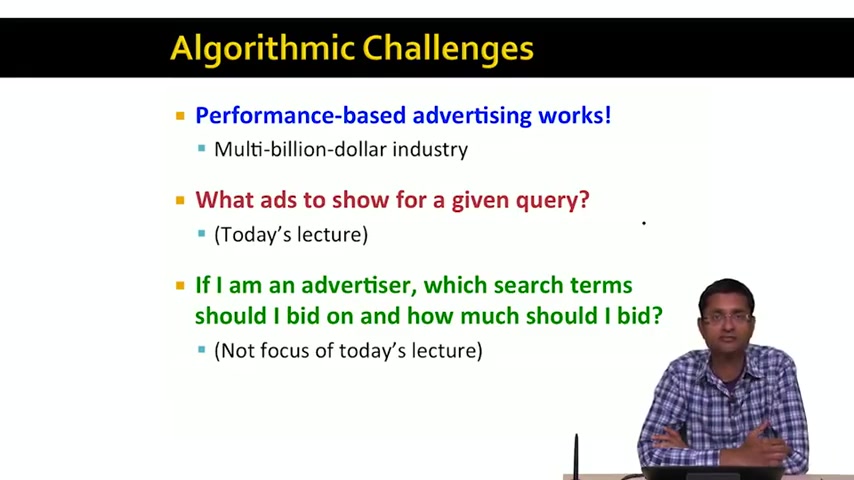 Algorithmic Challenges
Performance-based advertising works!
Multi-billion-dollar industry
What ads to show for a given query?
(Today's lecture)
If I am an advertiser, which search terms
should I bid on and how much should I bid?
(Not focus of today's lecture)